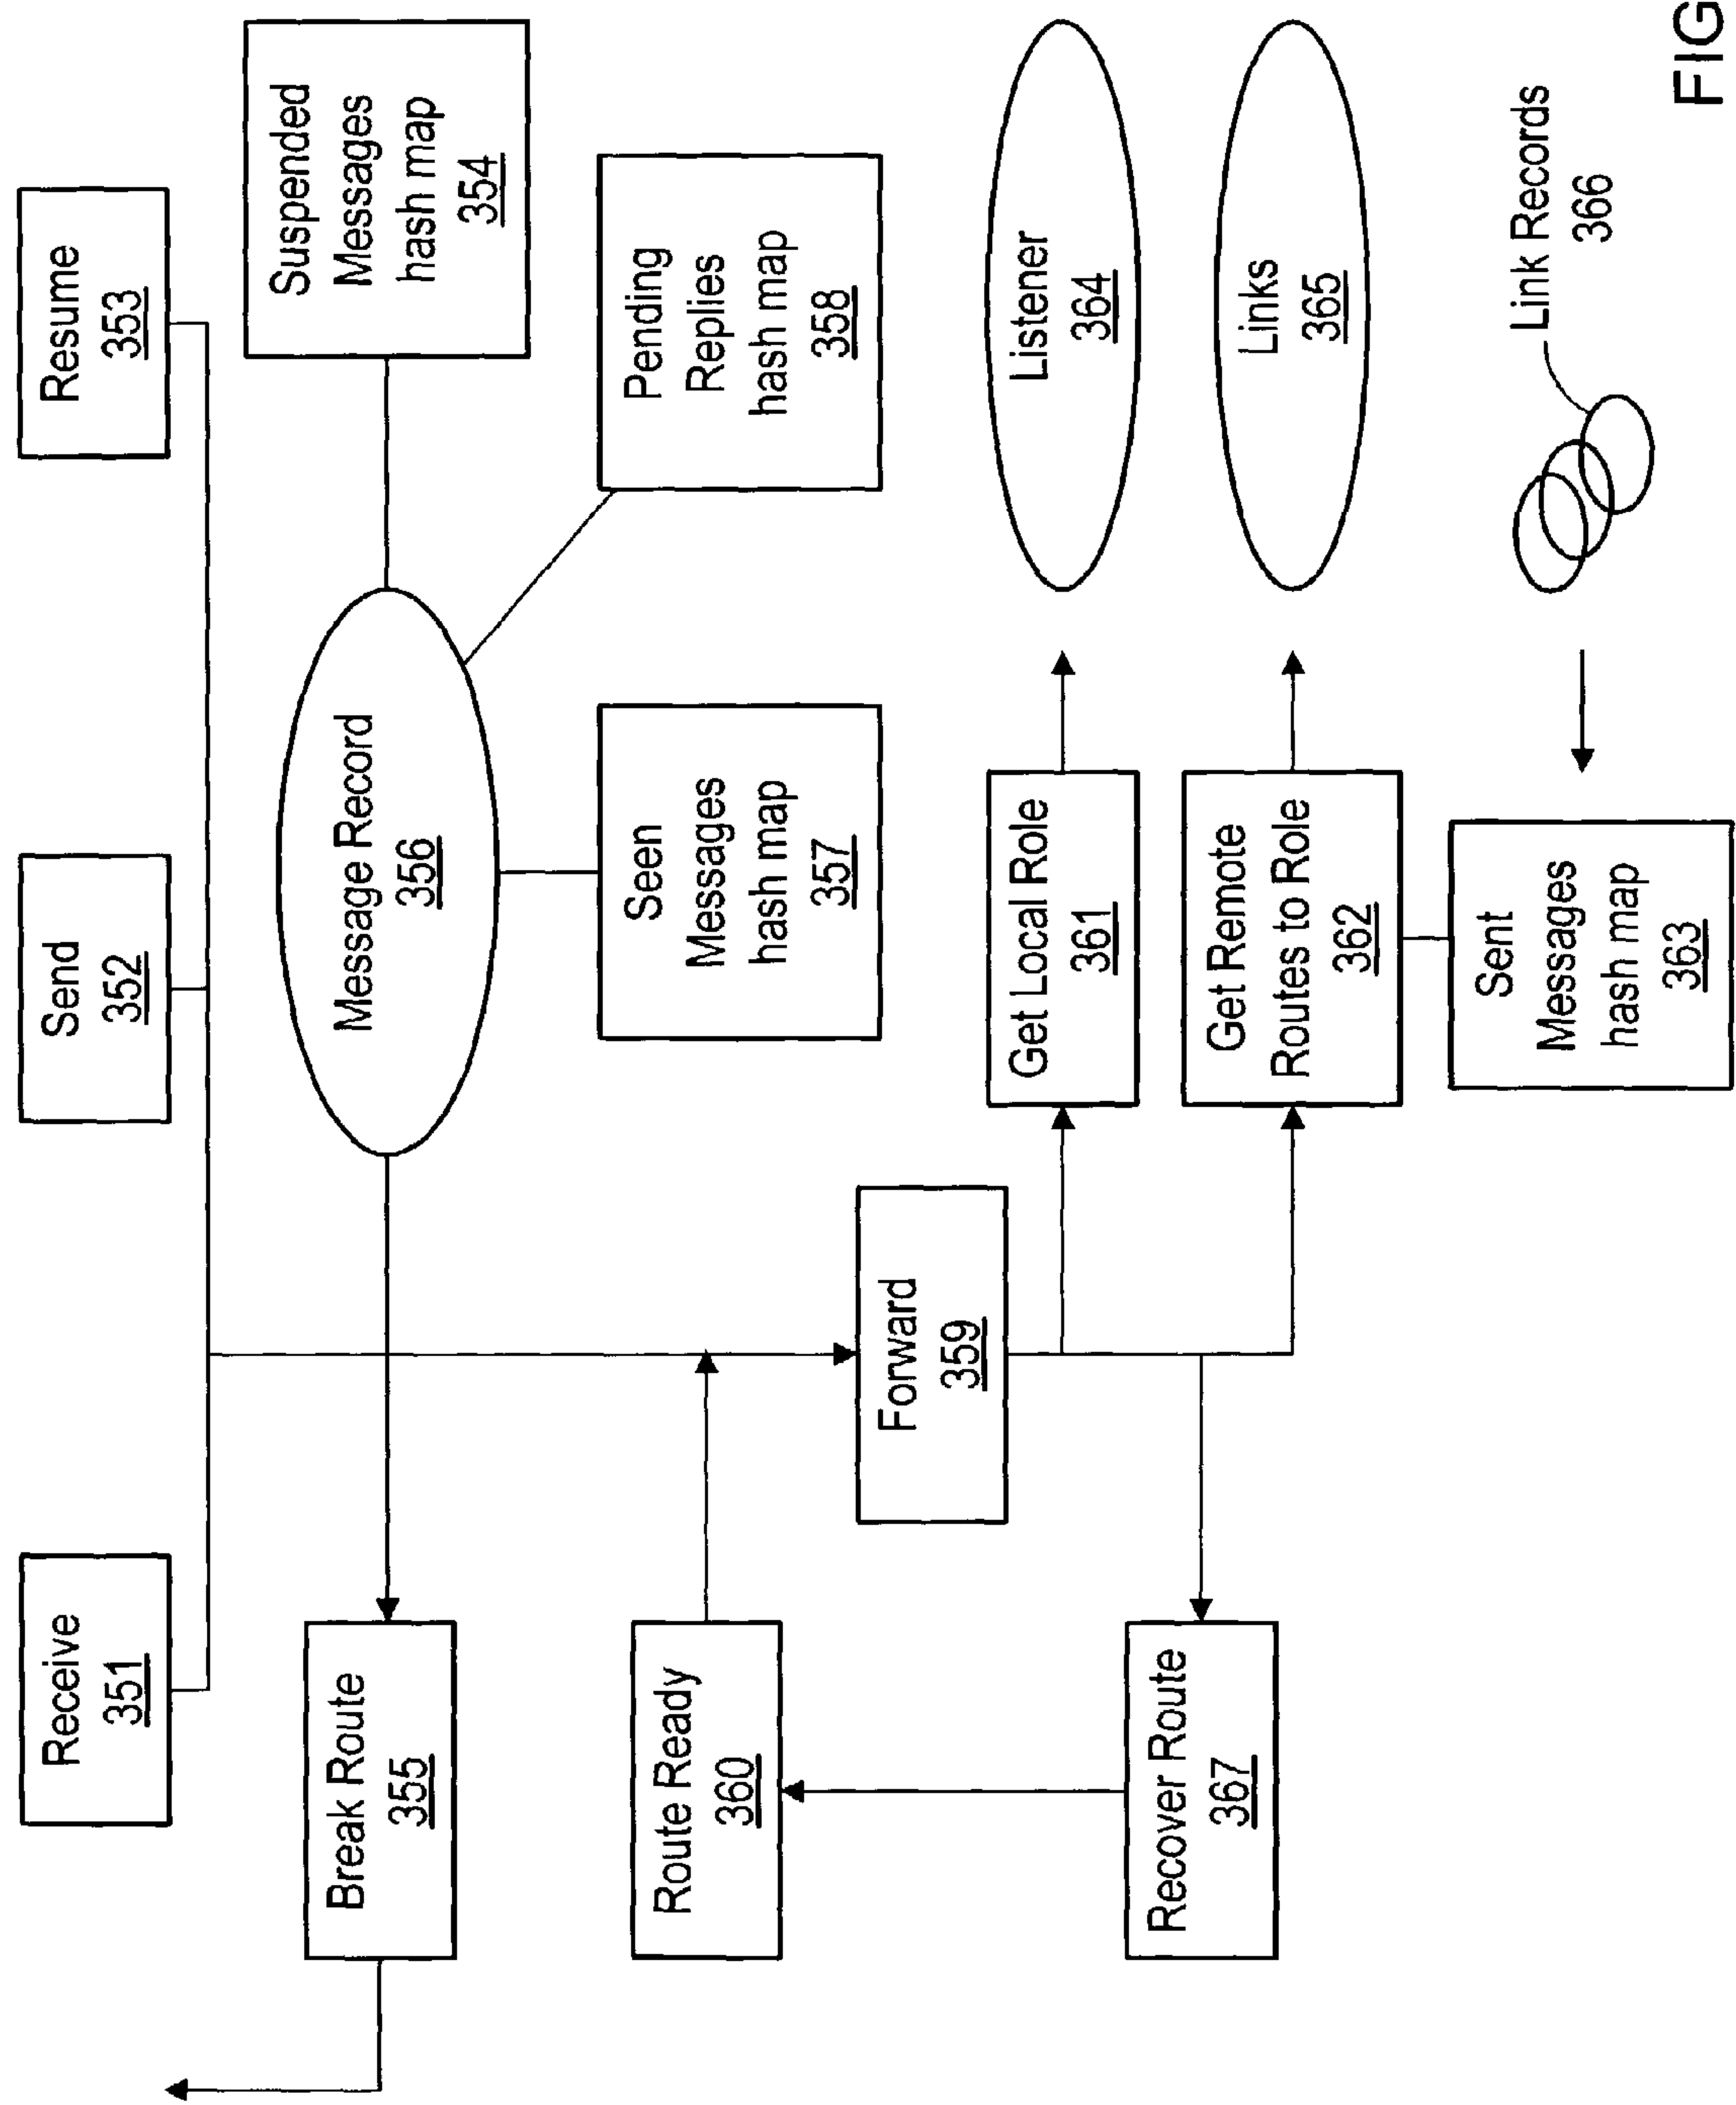 Receive
351
Send
352
Resume
353
Break Route
355
Message Record
356
Suspended
Messages
hash map
354
Route Ready
360
Seen
Messages
hash map
357
Pending
Replies
hash map
358
Forward
359
Get Local Role
361
Listener
364
Recover Route
367
Get Remote
Routes to Role
362
Links
365
Sent
Messages
hash map
363
Link Records
366
FIG